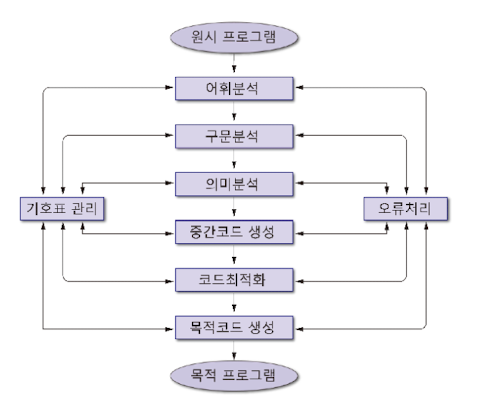 원시 프로그램
어휘분석
구문분석
의미분석
기호표 관리
오류처리
중간코드 생성
코드최적화
목적코드 생성
목적 프로그램